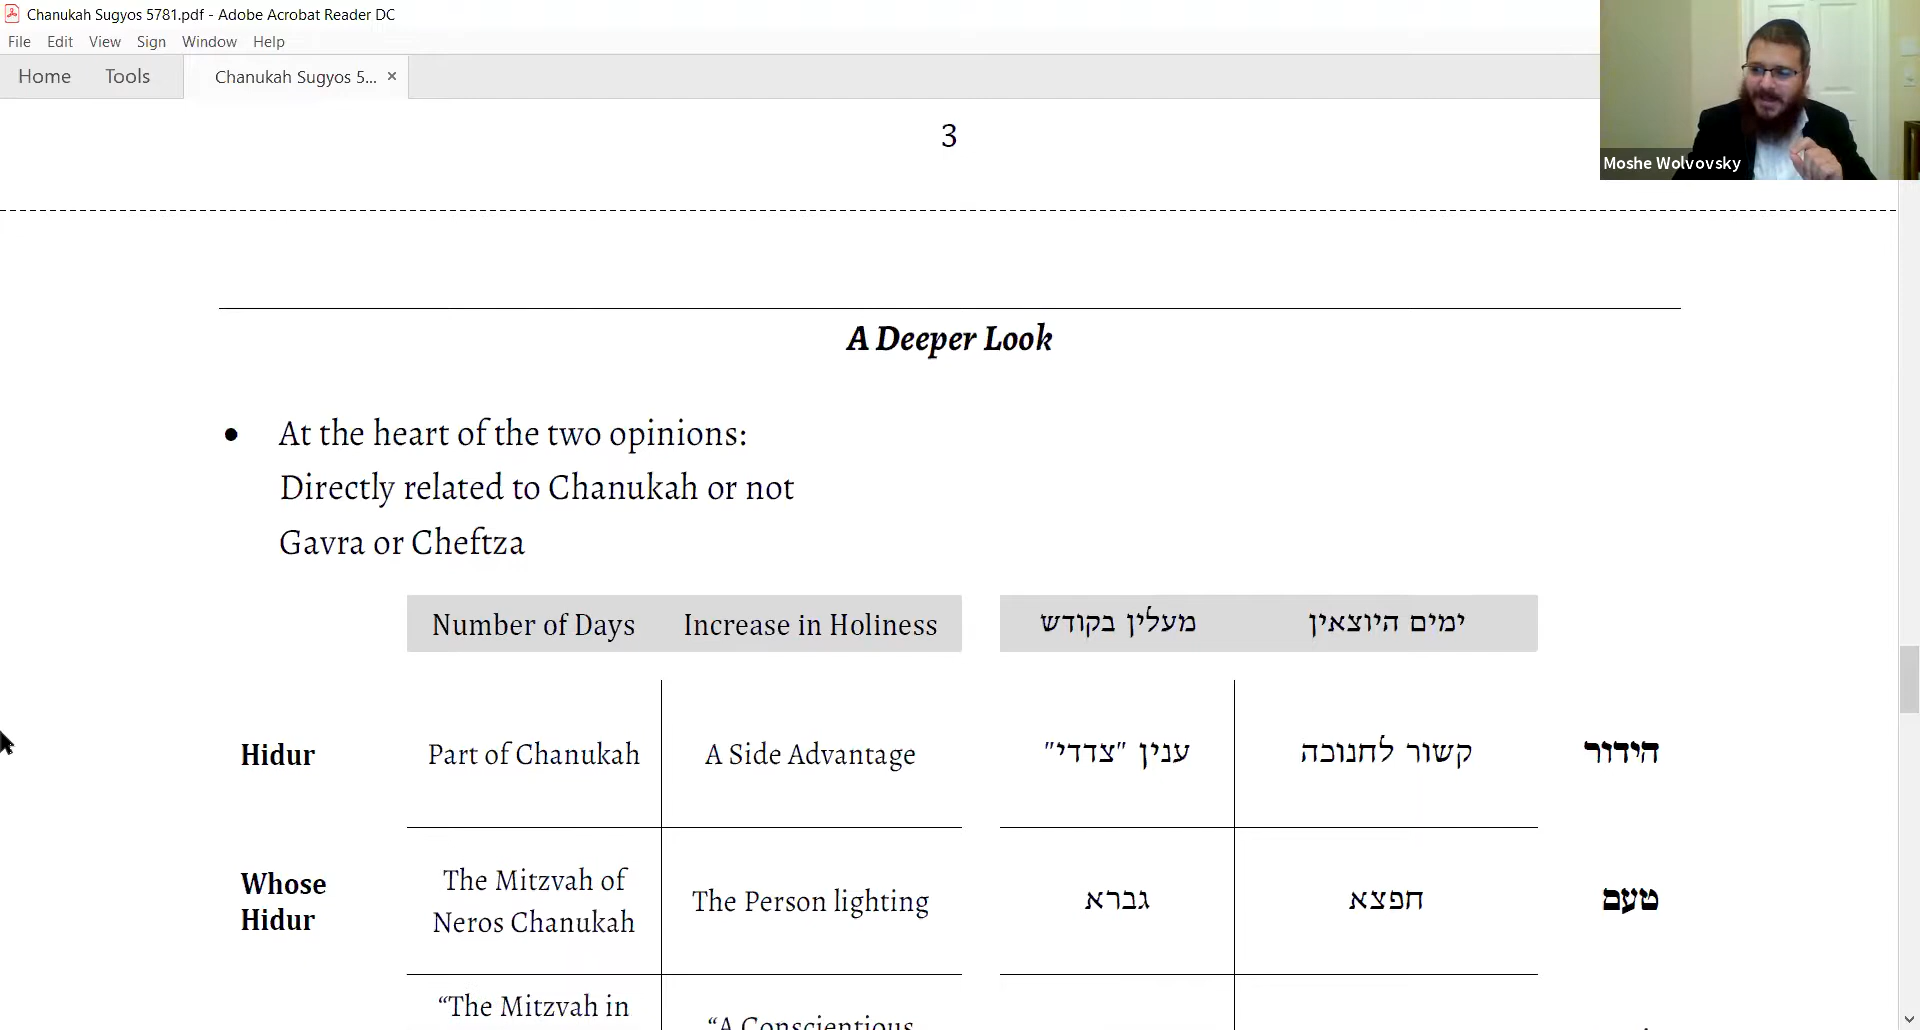 Chanukah Sugyos 5781.pdf - Adobe Acrobat Reader DC
File Edit View Sign Window Help
Home Tools Chanukah Sugyos 5... ×
Moshe Wolvovsky
3
A Deeper Look
• At the heart of the two opinions:
Directly related to Chanukah or not
Gavra or Cheftza
Number of Days Increase in Holiness מעלין בקודש ימים היוצאין
Hidur Part of Chanukah A Side Advantage ענין "צדדי" קשור לחנוכה הידור
Whose
Hidur
The Mitzvah of
Neros Chanukah
The Person lighting
גברא חפצא טעם
“The Mitzvah in
“A Conscientious